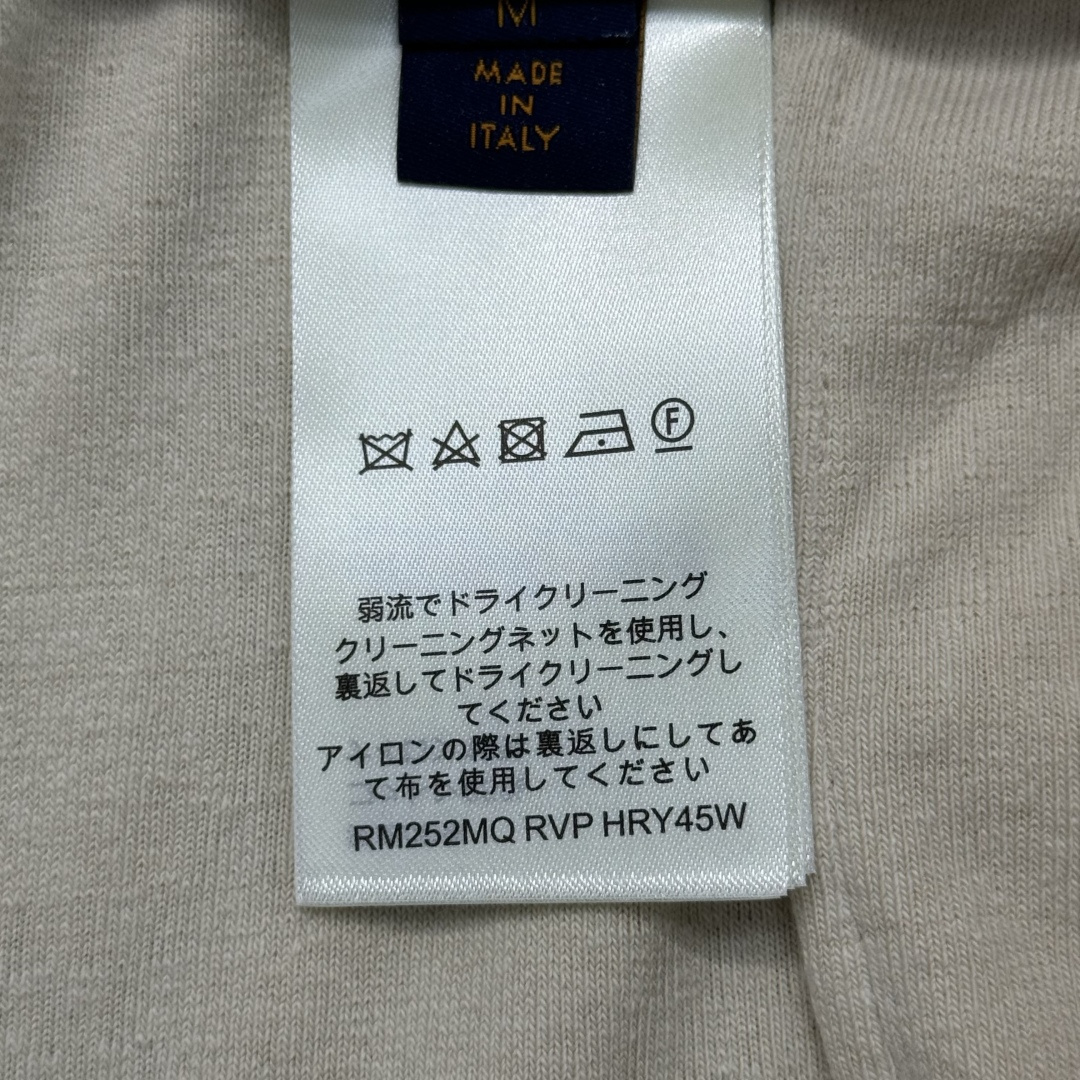 M
MADE
IN
ITALY
F
弱流でドライクリーニング
クリーニングネットを使用し、
裏返してドライクリーニングし
てください
アイロンの際は裏返しにしてあ
て布を使用してください
RM252MQ RVP HRY45W